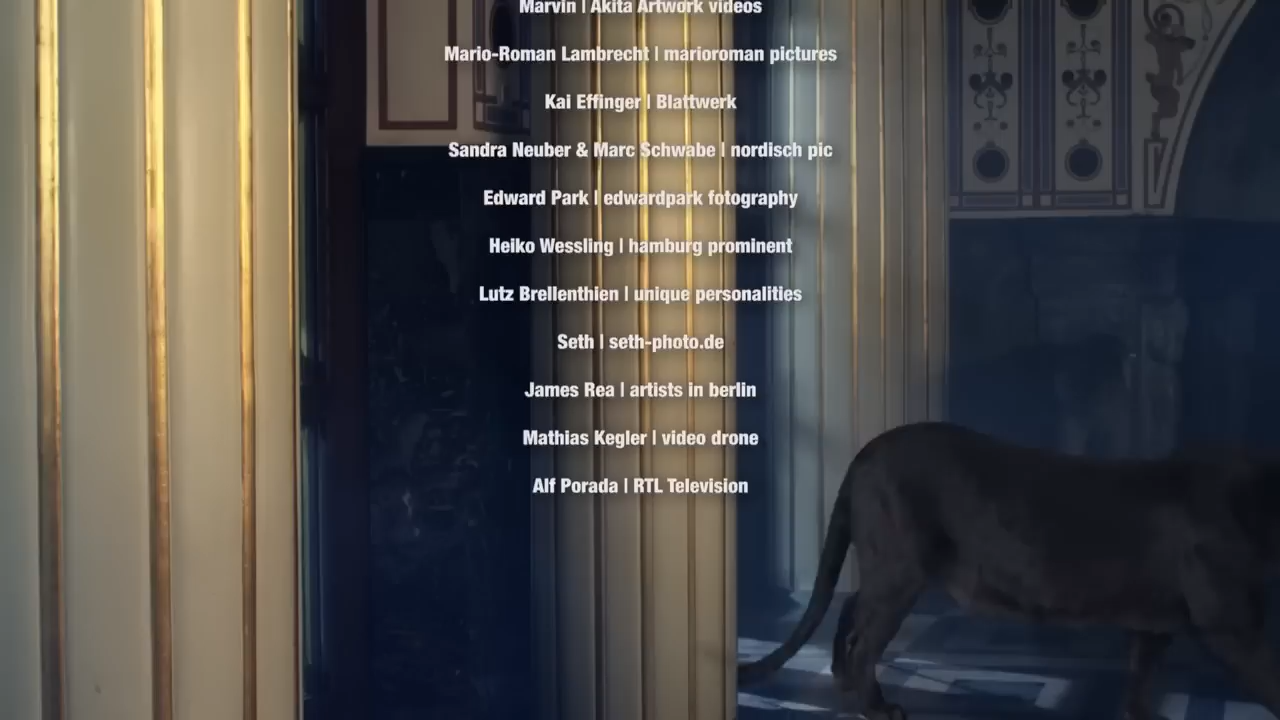 Marvin | Akita Artwork videos
Mario-Roman Lambrecht | marioroman pictures
Kai Effinger | Blattwerk
Sandra Neuber & Marc Schwabe | nordisch pic
Edward Park | edwardpark fotography
Heiko Wessling | hamburg prominent
Lutz Brellenthien | unique personalities
Seth | seth-photo.de
James Rea | artists in berlin
Mathias Kegler | video drone
Alf Porada | RTL Television